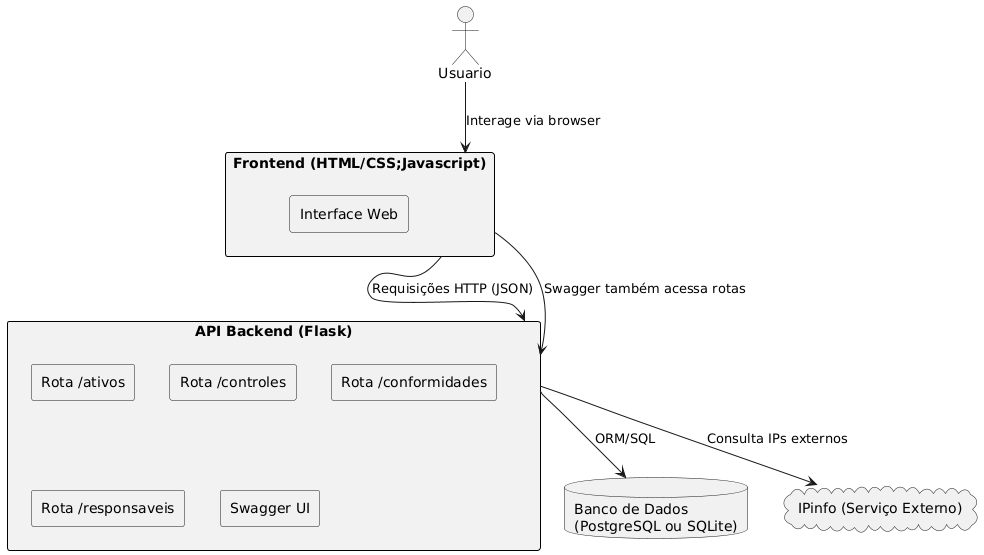 Usuario
Interage via browser
Frontend (HTML/CSS;Javascript)
Interface Web
Requisições HTTP (JSON)
Swagger também acessa rotas
API Backend (Flask)
Rota /ativos
Rota /controles
Rota /conformidades
ORM/SQL
Consulta IPs externos
Rota /responsaveis
Swagger UI
Banco de Dados
(PostgreSQL ou SQLite)
IPinfo (Serviço Externo)